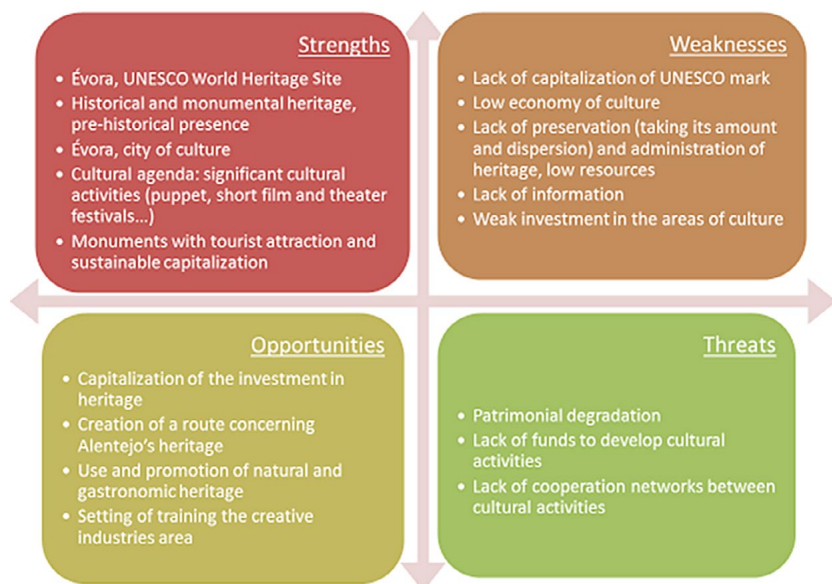 Strengths
• Évora, UNESCO World Heritage Site
• Historical and monumental heritage,
pre-historical presence
• Évora, city of culture
• Cultural agenda: significant cultural
activities (puppet, short film and theater
festivals...)
• Monuments with tourist attraction and
sustainable capitalization
Weaknesses
• Lack of capitalization of UNESCO mark
• Low economy of culture
• Lack of preservation (taking its amount
and dispersion) and administration of
heritage, low resources
• Lack of information
• Weak investment in the areas of culture
Opportunities
• Capitalization of the investment in
heritage
• Creation of a route concerning
Alentejo's heritage
• Use and promotion of natural and
gastronomic heritage
• Setting of training the creative
industries area
Threats
• Patrimonial degradation
• Lack of funds to develop cultural
activities
• Lack of cooperation networks between
cultural activities